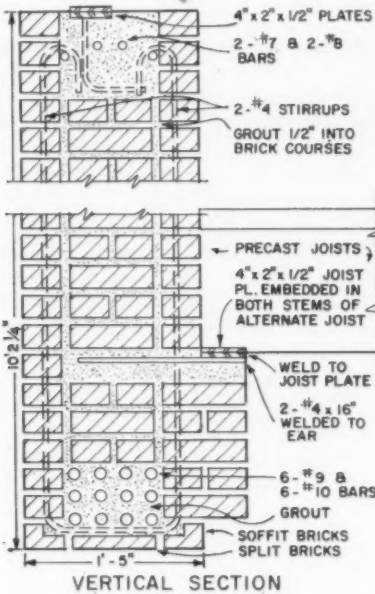 4" x 2" x 1/2" PLATES
2 - #7 & 2 - #8
BARS
2 - #4 STIRRUPS
GROUT 1/2" INTO
BRICK COURSES
PRECAST JOISTS
4" x 2" x 1/2" JOIST
PL. EMBEDDED IN
BOTH STEMS OF
ALTERNATE JOIST
10' 2 1/4"
WELD TO
JOIST PLATE
2 - #4 x 16"
WELDED TO
EAR
6 - #9 &
6 - #10 BARS
GROUT
SOFFIT BRICKS
SPLIT BRICKS
1' - 5"
VERTICAL SECTION